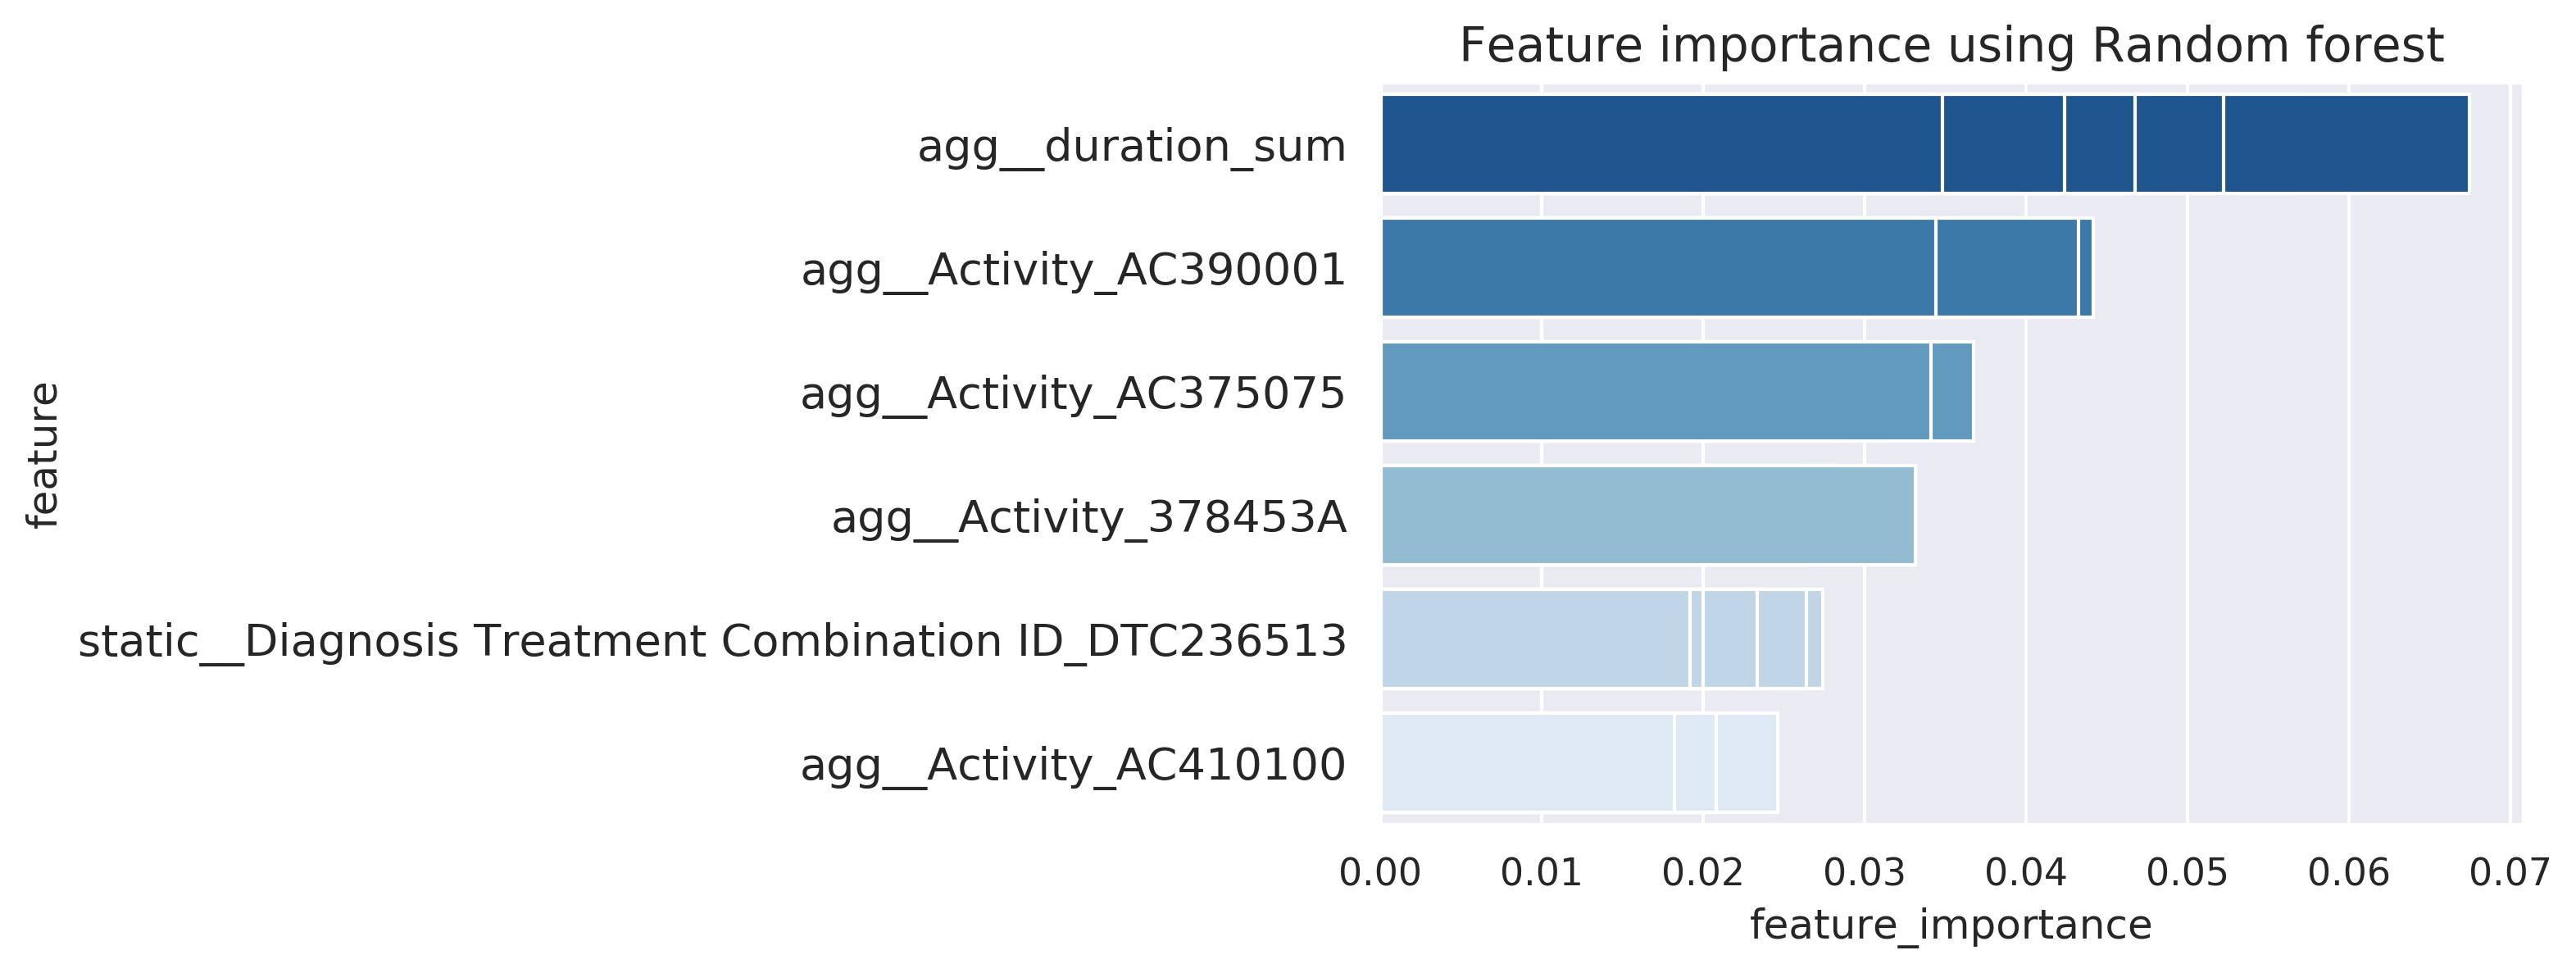 Feature importance using Random forest
agg__duration_sum
agg__Activity_AC390001
agg__Activity_AC375075
agg__Activity_378453A
static__Diagnosis Treatment Combination ID_DTC236513
agg__Activity_AC410100
feature
0.00 0.01 0.02 0.03 0.04 0.05 0.06 0.07
feature_importance